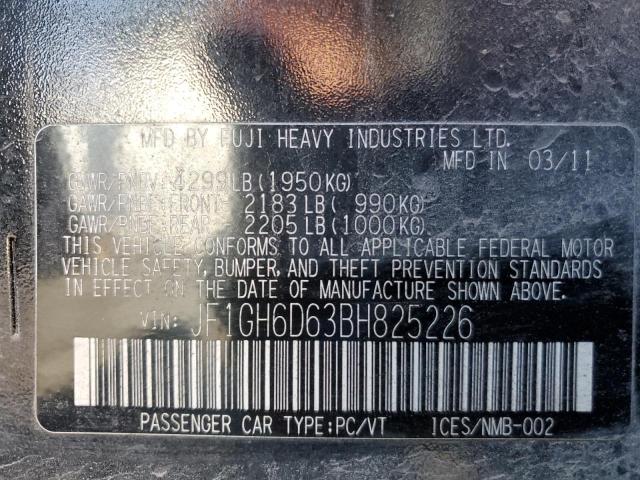 MFD BY FUJI HEAVY INDUSTRIES LTD.
MFD IN 03/11
GVWR/PNBV 4299LB(1950KG)
GAWR/PNBE FRONT 2183LB( 990KG)
GAWR/PNBE REAR 2205LB(1000KG)
THIS VEHICLE CONFORMS TO ALL APPLICABLE FEDERAL MOTOR
VEHICLE SAFETY, BUMPER, AND THEFT PREVENTION STANDARDS
IN EFFECT ON THE DATE OF MANUFACTURE SHOWN ABOVE.
VIN: JF1GH6D63BH825226
PASSENGER CAR TYPE:PC/VT ICES/NMB-002